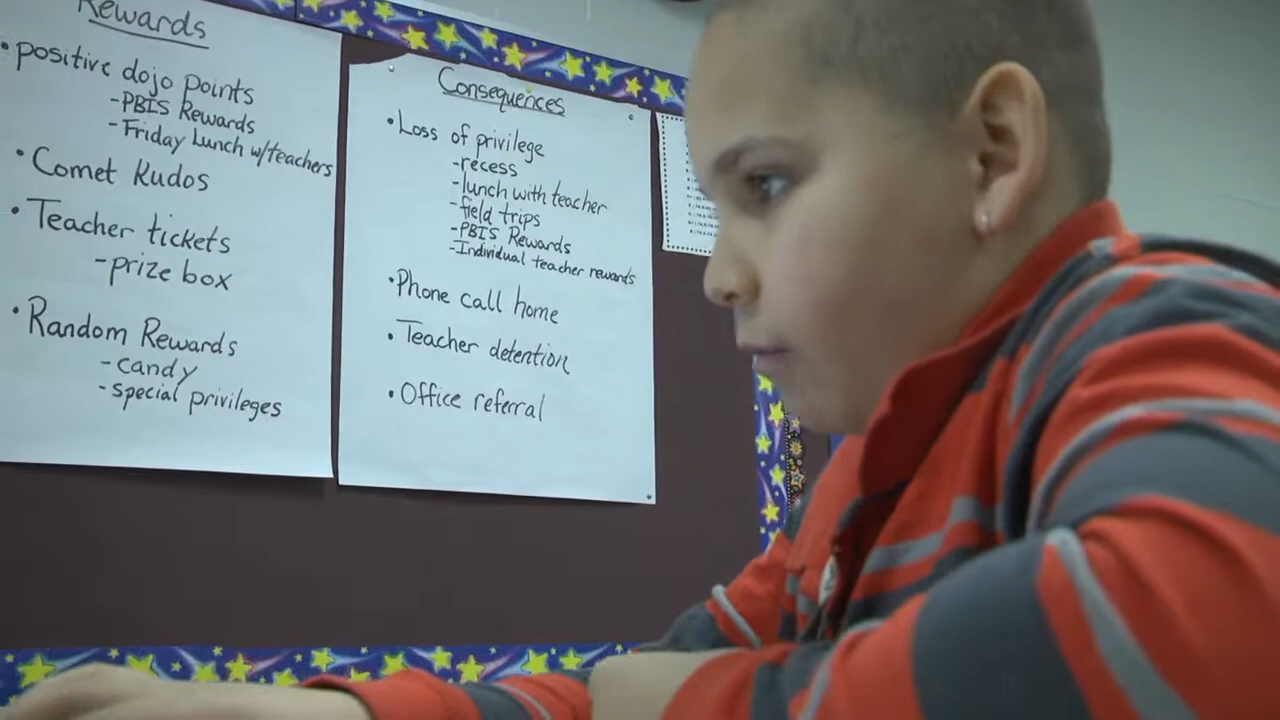 Rewards
• positive dojo points
- PBIS Rewards
- Friday Lunch w/teachers
• Comet Kudos
• Teacher tickets
- prize box
• Random Rewards
- candy
- special privileges
Consequences
• Loss of privilege
- recess
- lunch with teacher
- field trips
- PBIS Rewards
- Individual teacher rewards
• Phone call home
• Teacher detention
• Office referral